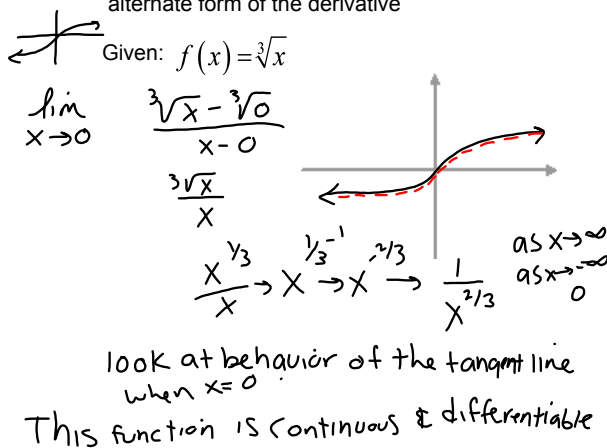 alternate form of the derivative
Given: f(x) = ∛x
lim x→0 (∛x - ∛0)/(x - 0)
∛x/x
x^(1/3)/x → x^(1/3 - 1) → x^(-2/3) → 1/x^(2/3)
as x→∞
as x→-∞
0
look at behavior of the tangent line
when x=0
This function is continuous & differentiable